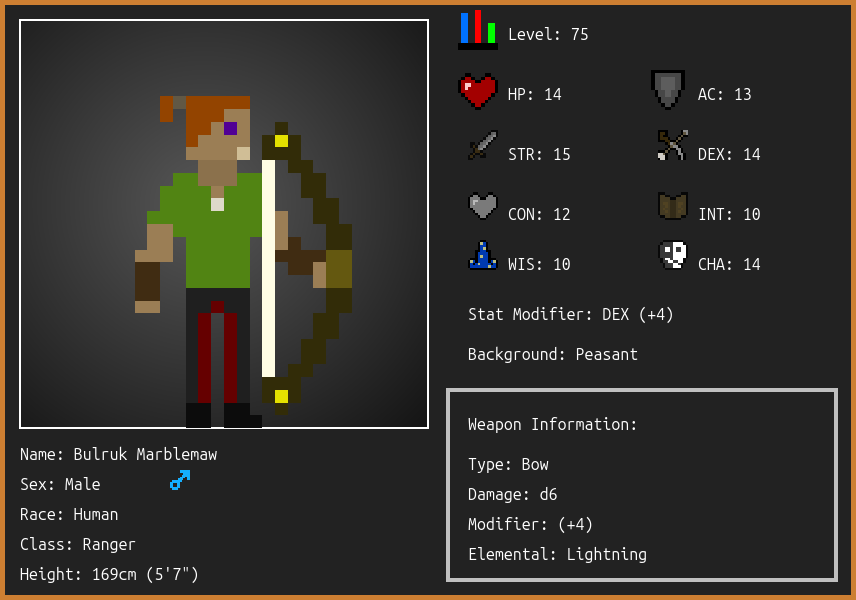 Level: 75
HP: 14
AC: 13
STR: 15
DEX: 14
CON: 12
INT: 10
WIS: 10
CHA: 14
Stat Modifier: DEX (+4)
Background: Peasant
Weapon Information:
Type: Bow
Damage: d6
Modifier: (+4)
Elemental: Lightning
Name: Bulruk Marblemaw
Sex: Male
Race: Human
Class: Ranger
Height: 169cm (5'7")